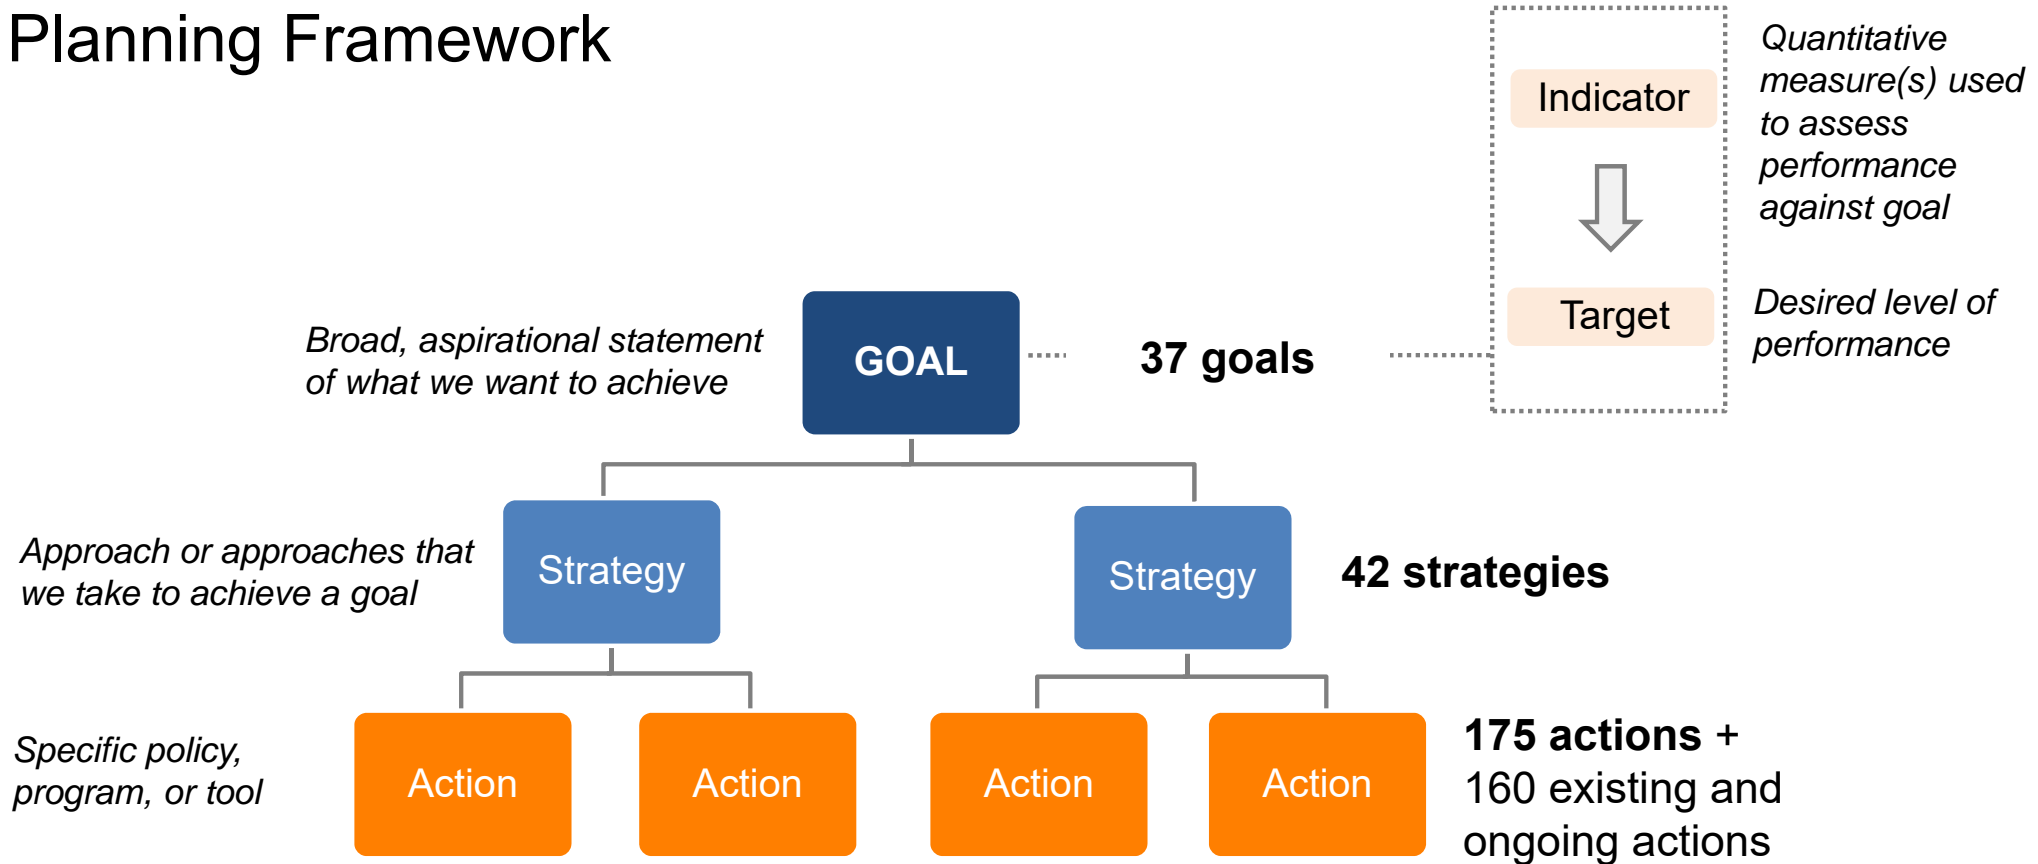 Planning Framework
Indicator
Quantitative
measure(s) used
to assess
performance
against goal
Target
Desired level of
performance
Broad, aspirational statement
of what we want to achieve
GOAL
37 goals
Approach or approaches that
we take to achieve a goal
Strategy
Strategy
42 strategies
Specific policy,
program, or tool
Action
Action
Action
Action
175 actions +
160 existing and
ongoing actions